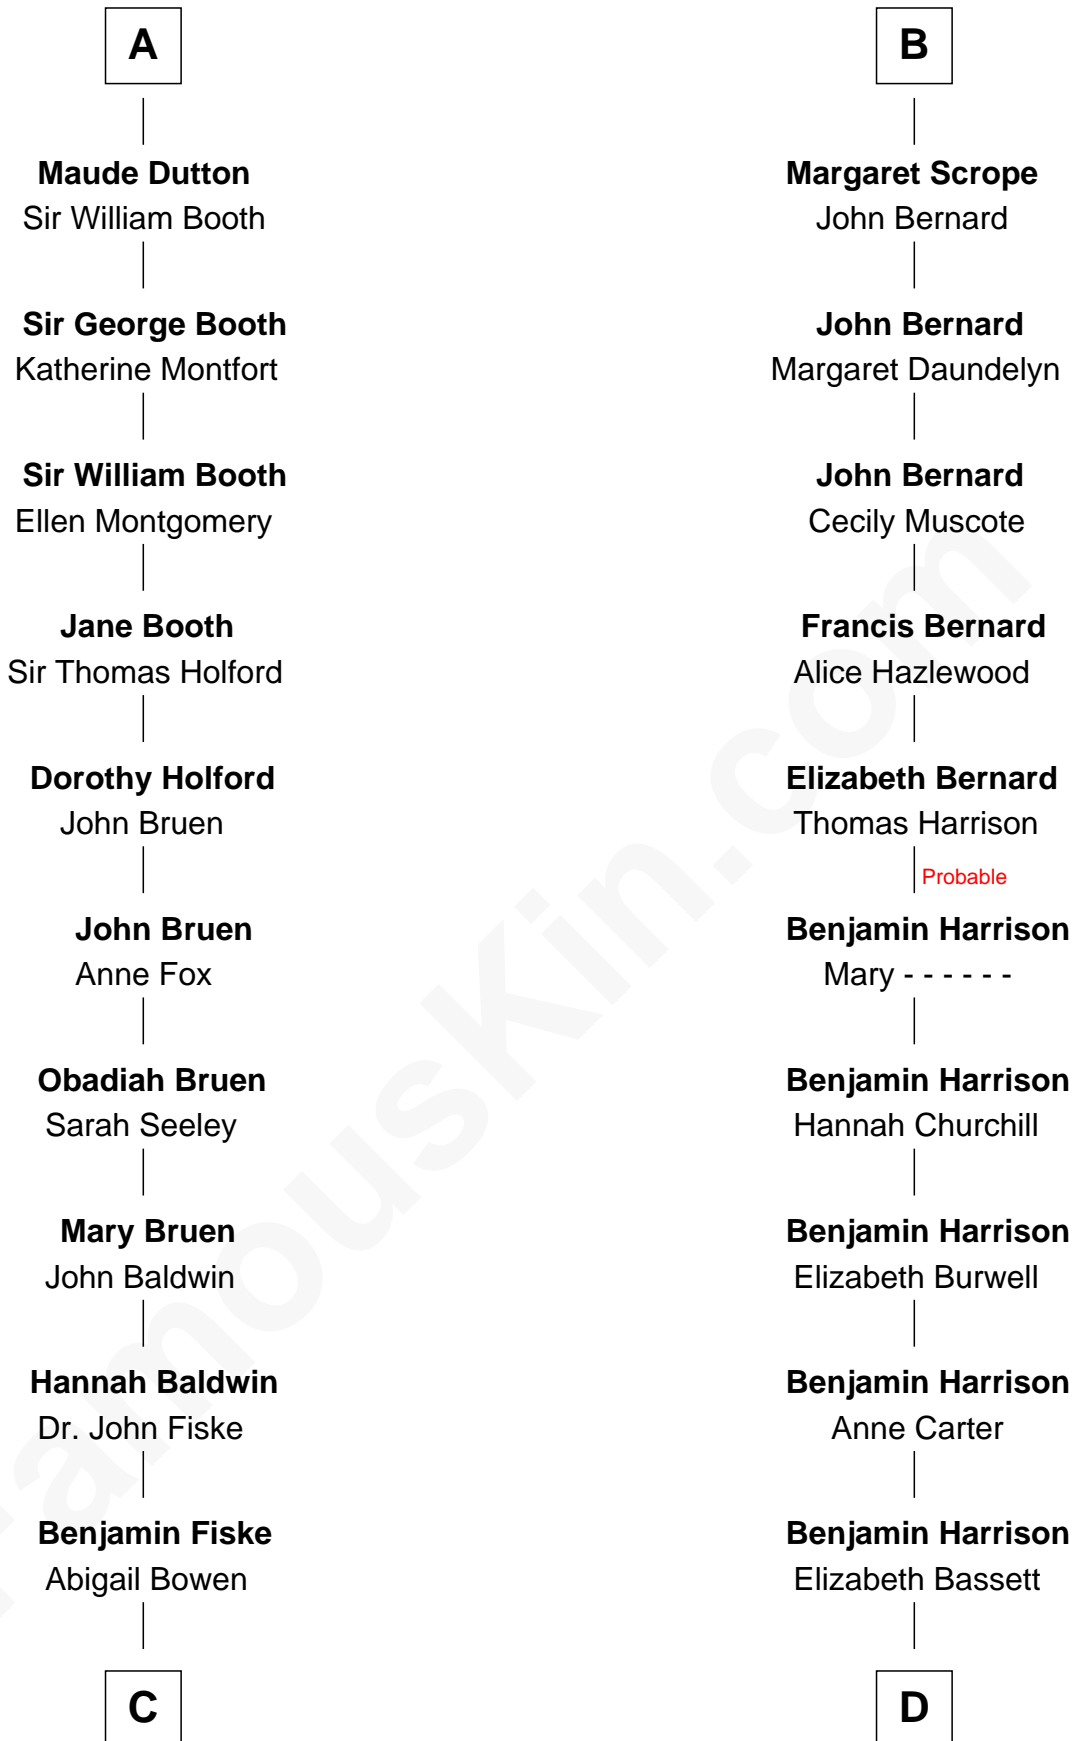 A
Maude Dutton
Sir William Booth
Sir George Booth
Katherine Montfort
Sir William Booth
Ellen Montgomery
Jane Booth
Sir Thomas Holford
Dorothy Holford
John Bruen
John Bruen
Anne Fox
Obadiah Bruen
Sarah Seeley
Mary Bruen
John Baldwin
Hannah Baldwin
Dr. John Fiske
Benjamin Fiske
Abigail Bowen
C
B
Margaret Scrope
John Bernard
John Bernard
Margaret Daundelyn
John Bernard
Cecily Muscote
Francis Bernard
Alice Hazlewood
Elizabeth Bernard
Thomas Harrison
Probable
Benjamin Harrison
Mary - - - - - -
Benjamin Harrison
Hannah Churchill
Benjamin Harrison
Elizabeth Burwell
Benjamin Harrison
Anne Carter
Benjamin Harrison
Elizabeth Bassett
D
FamousKin.com